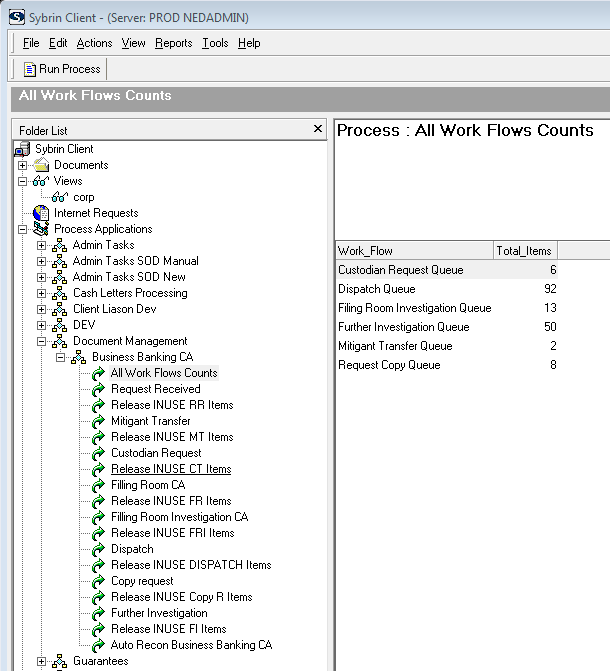 Sybrin Client - (Server: PROD NEDADMIN)
File Edit Actions View Reports Tools Help
Run Process
All Work Flows Counts
Folder List
Sybrin Client
Documents
Views
corp
Internet Requests
Process Applications
Admin Tasks
Admin Tasks SOD Manual
Admin Tasks SOD New
Cash Letters Processing
Client Liason Dev
DEV
Document Management
Business Banking CA
All Work Flows Counts
Request Received
Release INUSE RR Items
Mitigant Transfer
Release INUSE MT Items
Custodian Request
Release INUSE CT Items
Filling Room CA
Release INUSE FR Items
Filling Room Investigation CA
Release INUSE FRI Items
Dispatch
Release INUSE DISPATCH Items
Copy request
Release INUSE Copy R Items
Further Investigation
Release INUSE FI Items
Auto Recon Business Banking CA
Guarantees
Process : All Work Flows Counts
Work_Flow Total_Items
Custodian Request Queue 6
Dispatch Queue 92
Filing Room Investigation Queue 13
Further Investigation Queue 50
Mitigant Transfer Queue 2
Request Copy Queue 8